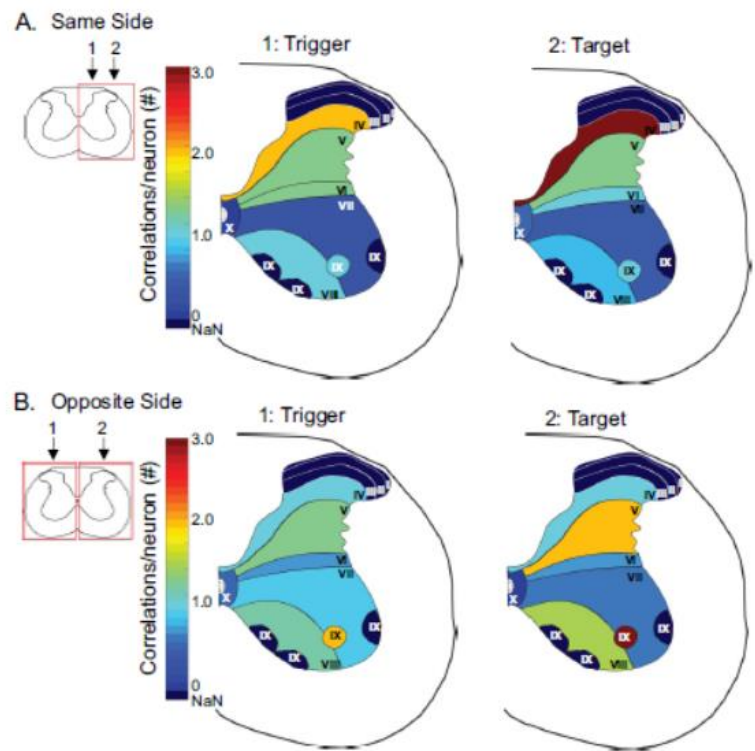 A. Same Side
1 2
1: Trigger
2: Target
Correlations/neuron (#)
3.0
2.0
1.0
0
NaN
IV
V
VI
VII
X
IX
IX
IX
IX
VIII
IV
V
VI
VII
X
IX
IX
IX
IX
VIII
B. Opposite Side
1 2
1: Trigger
2: Target
Correlations/neuron (#)
3.0
2.0
1.0
0
NaN
IV
V
VI
VII
X
IX
IX
IX
IX
VIII
IV
V
VI
VII
X
IX
IX
IX
IX
VIII